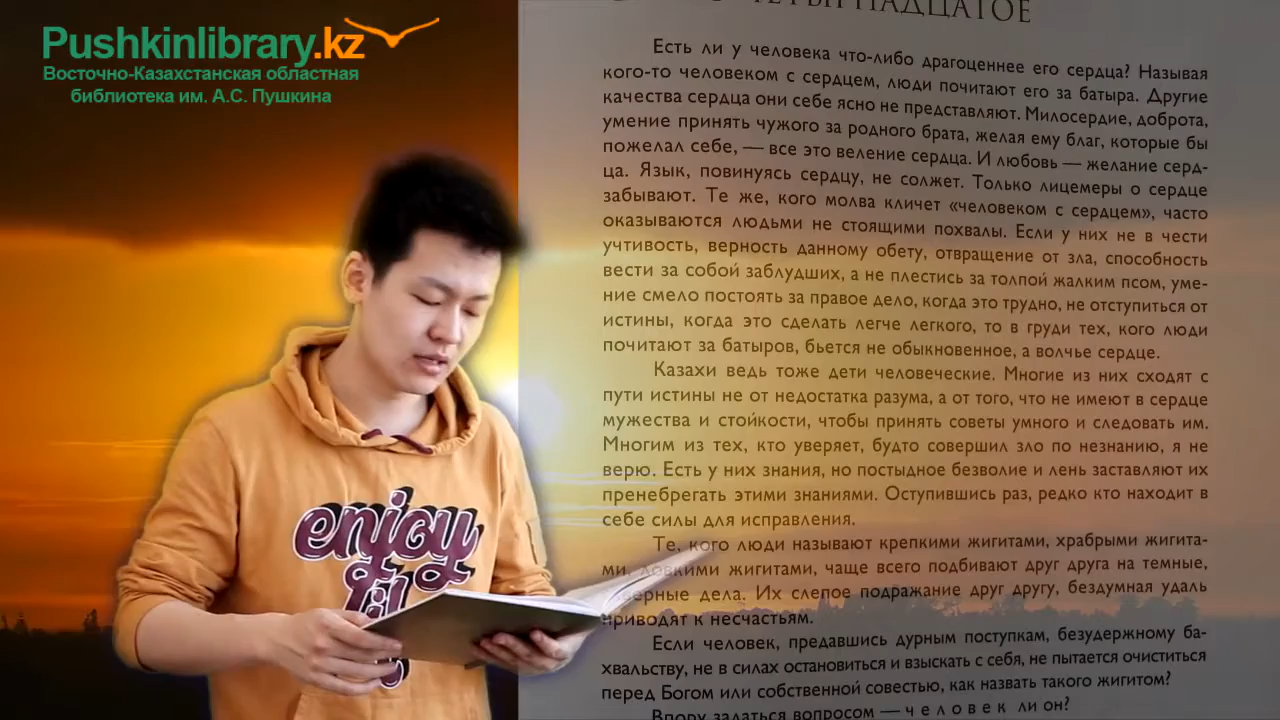 Pushkinlibrary.kz
Восточно-Казахстанская областная
библиотека им. А.С. Пушкина
ЧЕТЫРНАДЦАТОЕ
Есть ли у человека что-либо драгоценнее его сердца? Называя
кого-то человеком с сердцем, люди почитают его за батыра. Другие
качества сердца они себе ясно не представляют. Милосердие, доброта,
умение принять чужого за родного брата, желая ему благ, которые бы
пожелал себе, — все это веление сердца. И любовь — желание серд-
ца. Язык, повинуясь сердцу, не солжет. Только лицемеры о сердце
забывают. Те же, кого молва кличет «человеком с сердцем», часто
оказываются людьми не стоящими похвалы. Если у них не в чести
учтивость, верность данному обету, отвращение от зла, способность
вести за собой заблудших, а не плестись за толпой жалким псом, уме-
ние смело постоять за правое дело, когда это трудно, не отступиться от
истины, когда это сделать легче легкого, то в груди тех, кого люди
почитают за батыров, бьется не обыкновенное, а волчье сердце.
Казахи ведь тоже дети человеческие. Многие из них сходят с
пути истины не от недостатка разума, а от того, что не имеют в сердце
мужества и стойкости, чтобы принять советы умного и следовать им.
Многим из тех, кто уверяет, будто совершил зло по незнанию, я не
верю. Есть у них знания, но постыдное безволие и лень заставляют их
пренебрегать этими знаниями. Оступившись раз, редко кто находит в
себе силы для исправления.
Те, кого люди называют крепкими жигитами, храбрыми жигита-
ми, ловкими жигитами, чаще всего подбивают друг друга на темные,
скверные дела. Их слепое подражание друг другу, бездумная удаль
приводят к несчастьям.
Если человек, предавшись дурным поступкам, безудержному ба-
хвальству, не в силах остановиться и взыскать с себя, не пытается очиститься
перед Богом или собственной совестью, как назвать такого жигитом?
Впору задаться вопросом — ч е л о в е к ли он?
enjoy